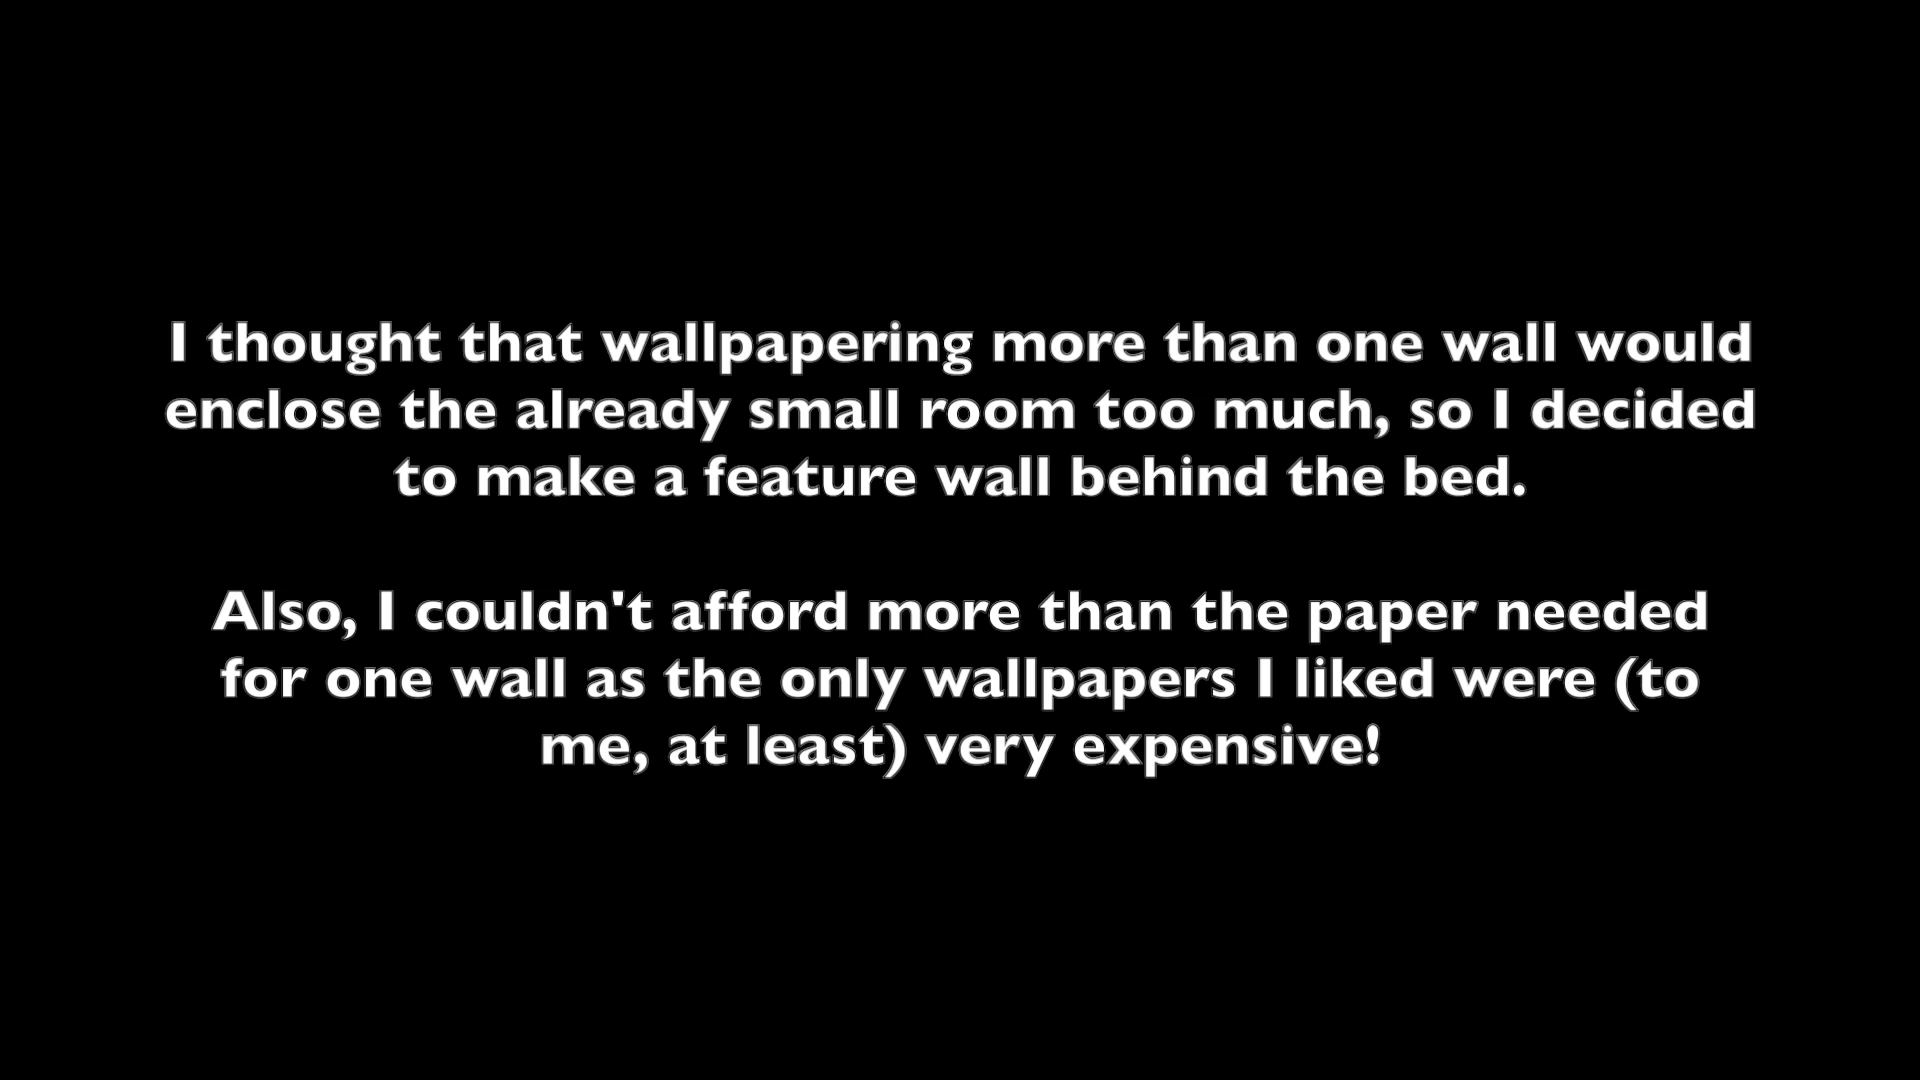 I thought that wallpapering more than one wall would
enclose the already small room too much, so I decided
to make a feature wall behind the bed.
Also, I couldn't afford more than the paper needed
for one wall as the only wallpapers I liked were (to
me, at least) very expensive!